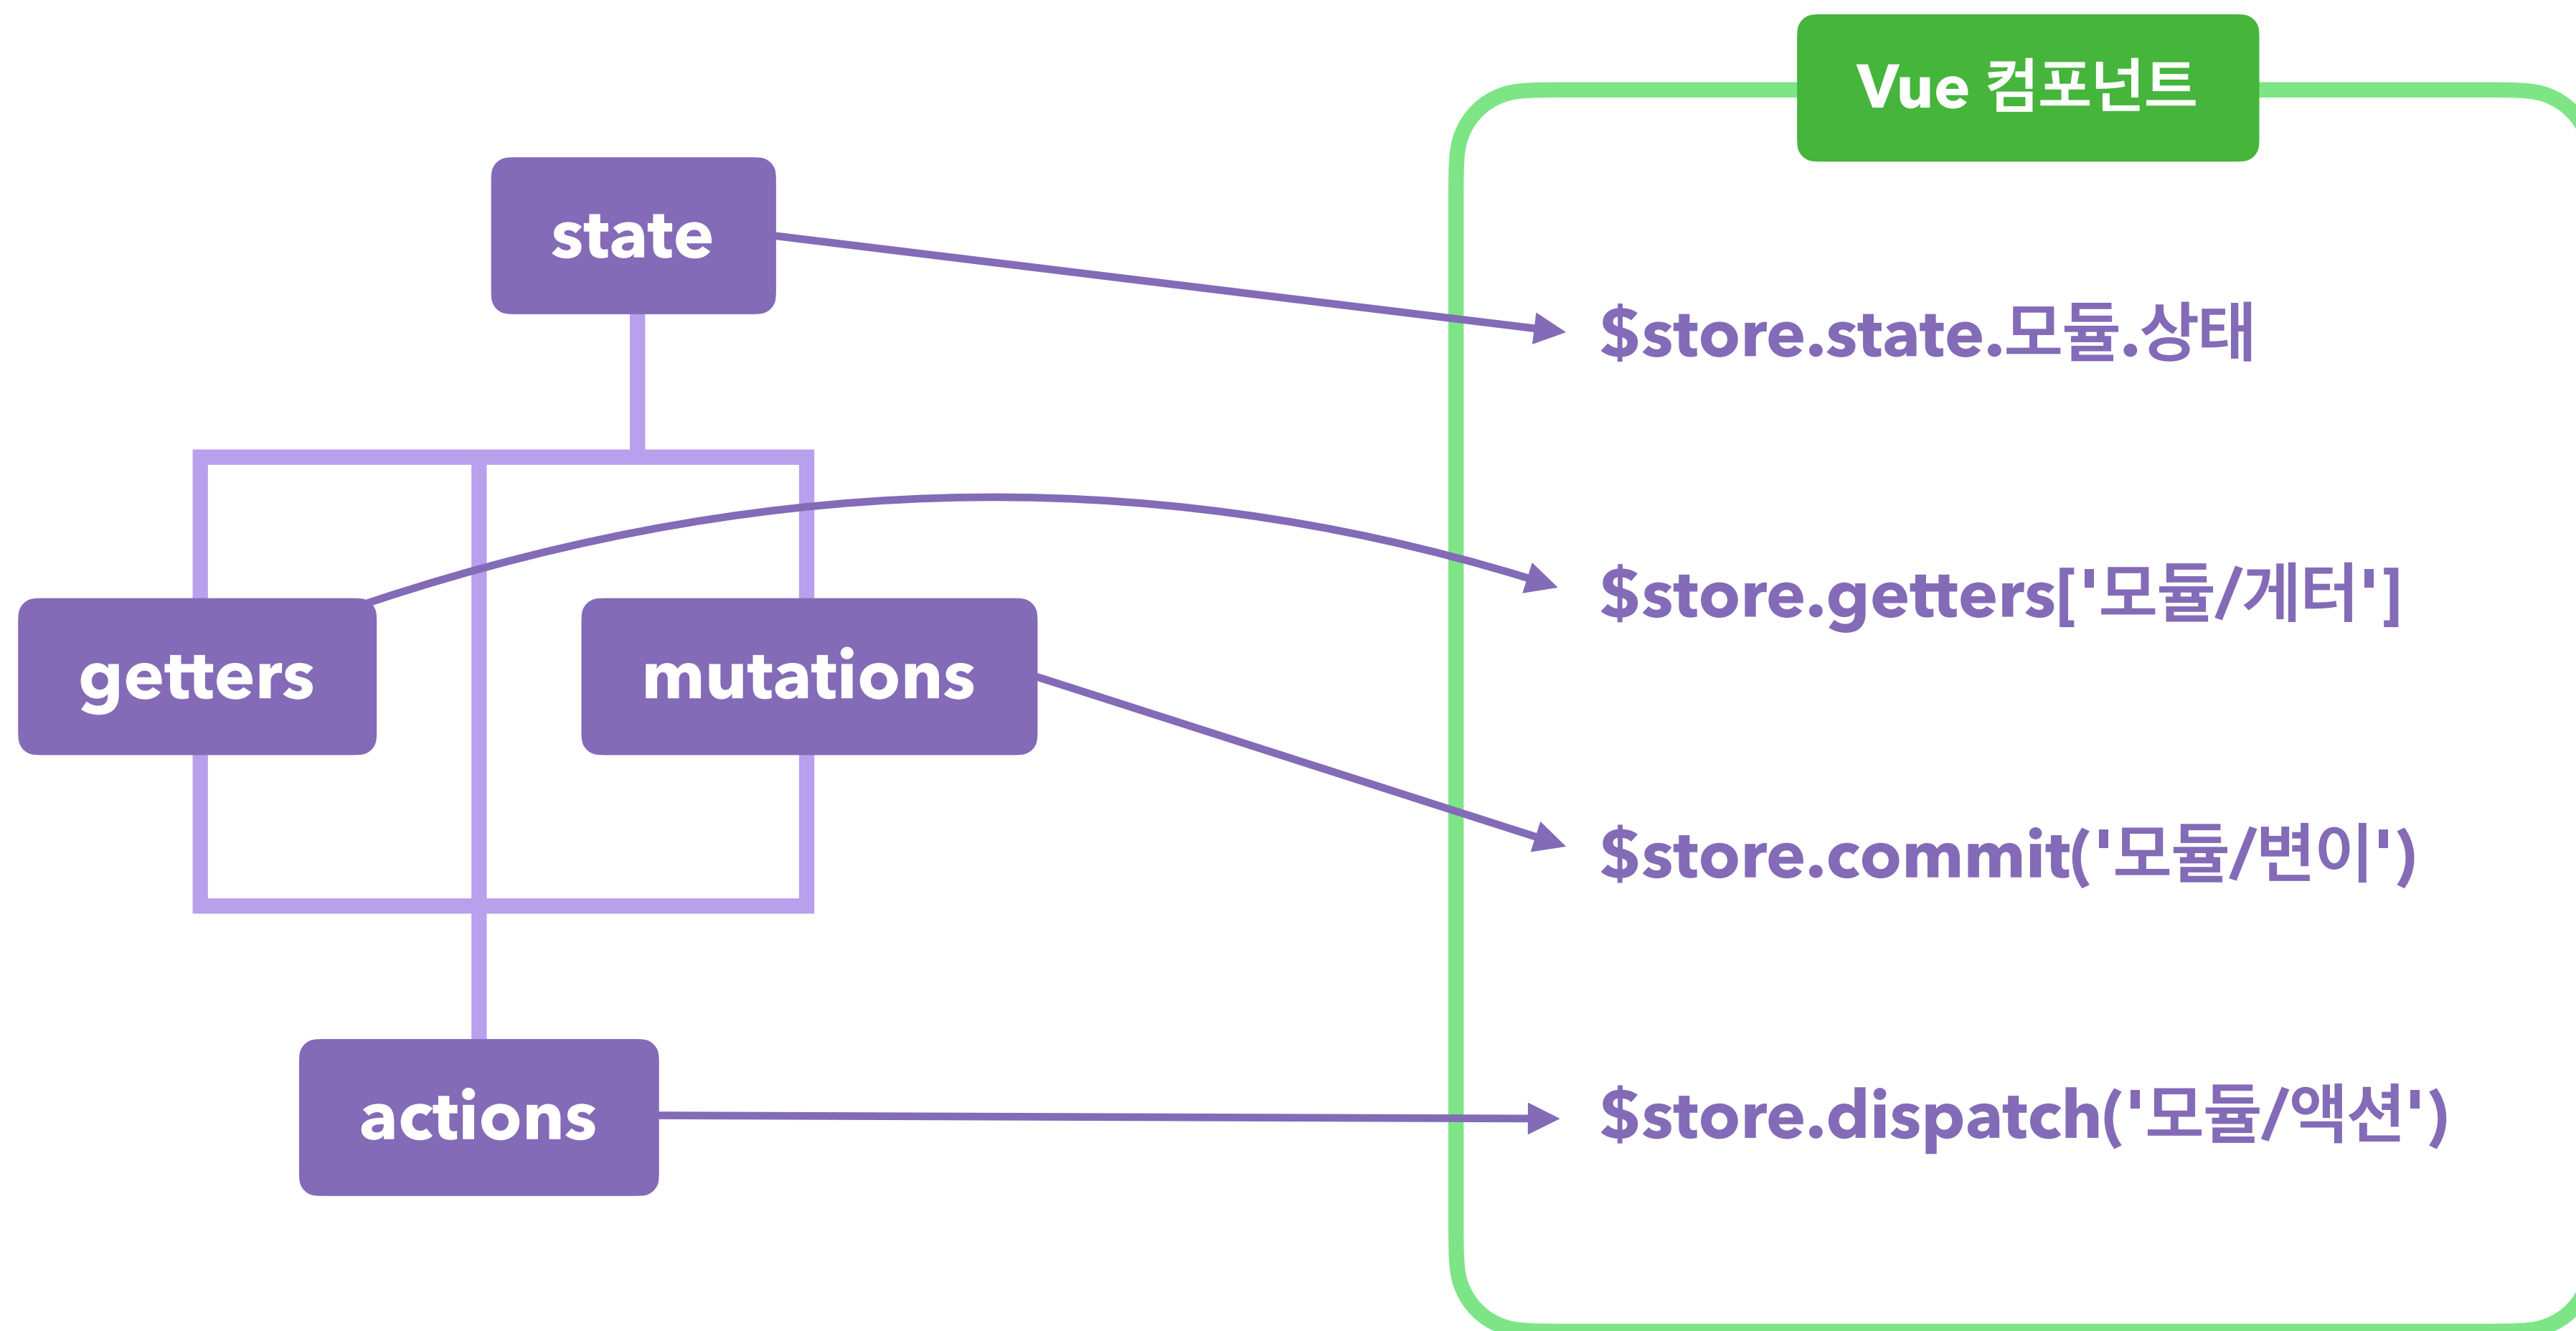 Vue 컴포넌트
state
$store.state.모듈.상태
$store.getters['모듈/게터']
getters
mutations
$store.commit('모듈/변이')
actions
$store.dispatch('모듈/액션')